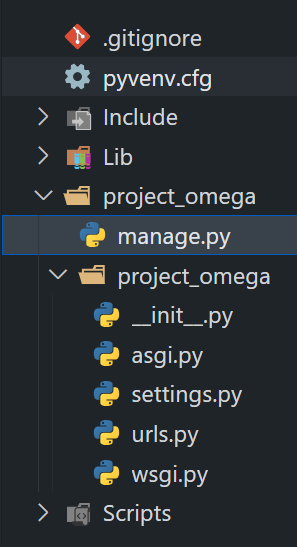 .gitignore
pyvenv.cfg
Include
Lib
project_omega
manage.py
project_omega
__init__.py
asgi.py
settings.py
urls.py
wsgi.py
Scripts